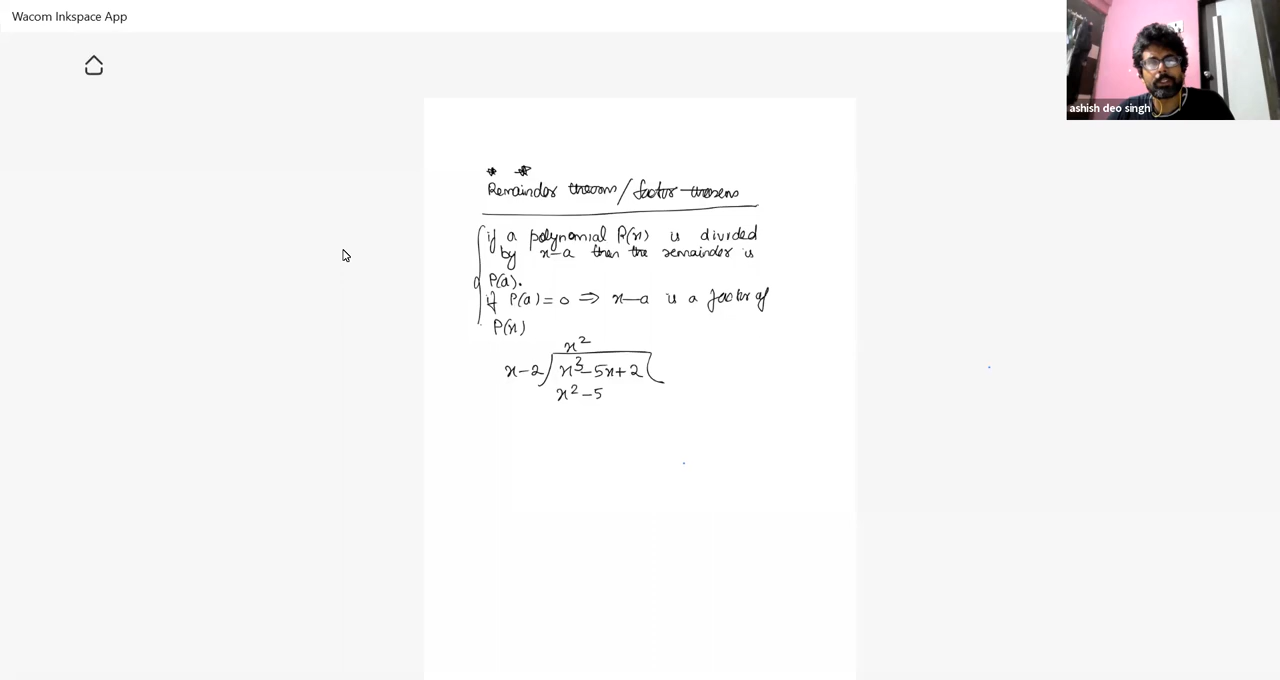 Wacom Inkspace App
ashish deo singh
Remainder theorm / factor theorem
if a polynomial P(x) is divided
by x-a then the remainder is
P(a).
if P(a) = 0 ⇒ x-a is a factor of
P(x)
x²
x-2 x³-5x+2
x²-5